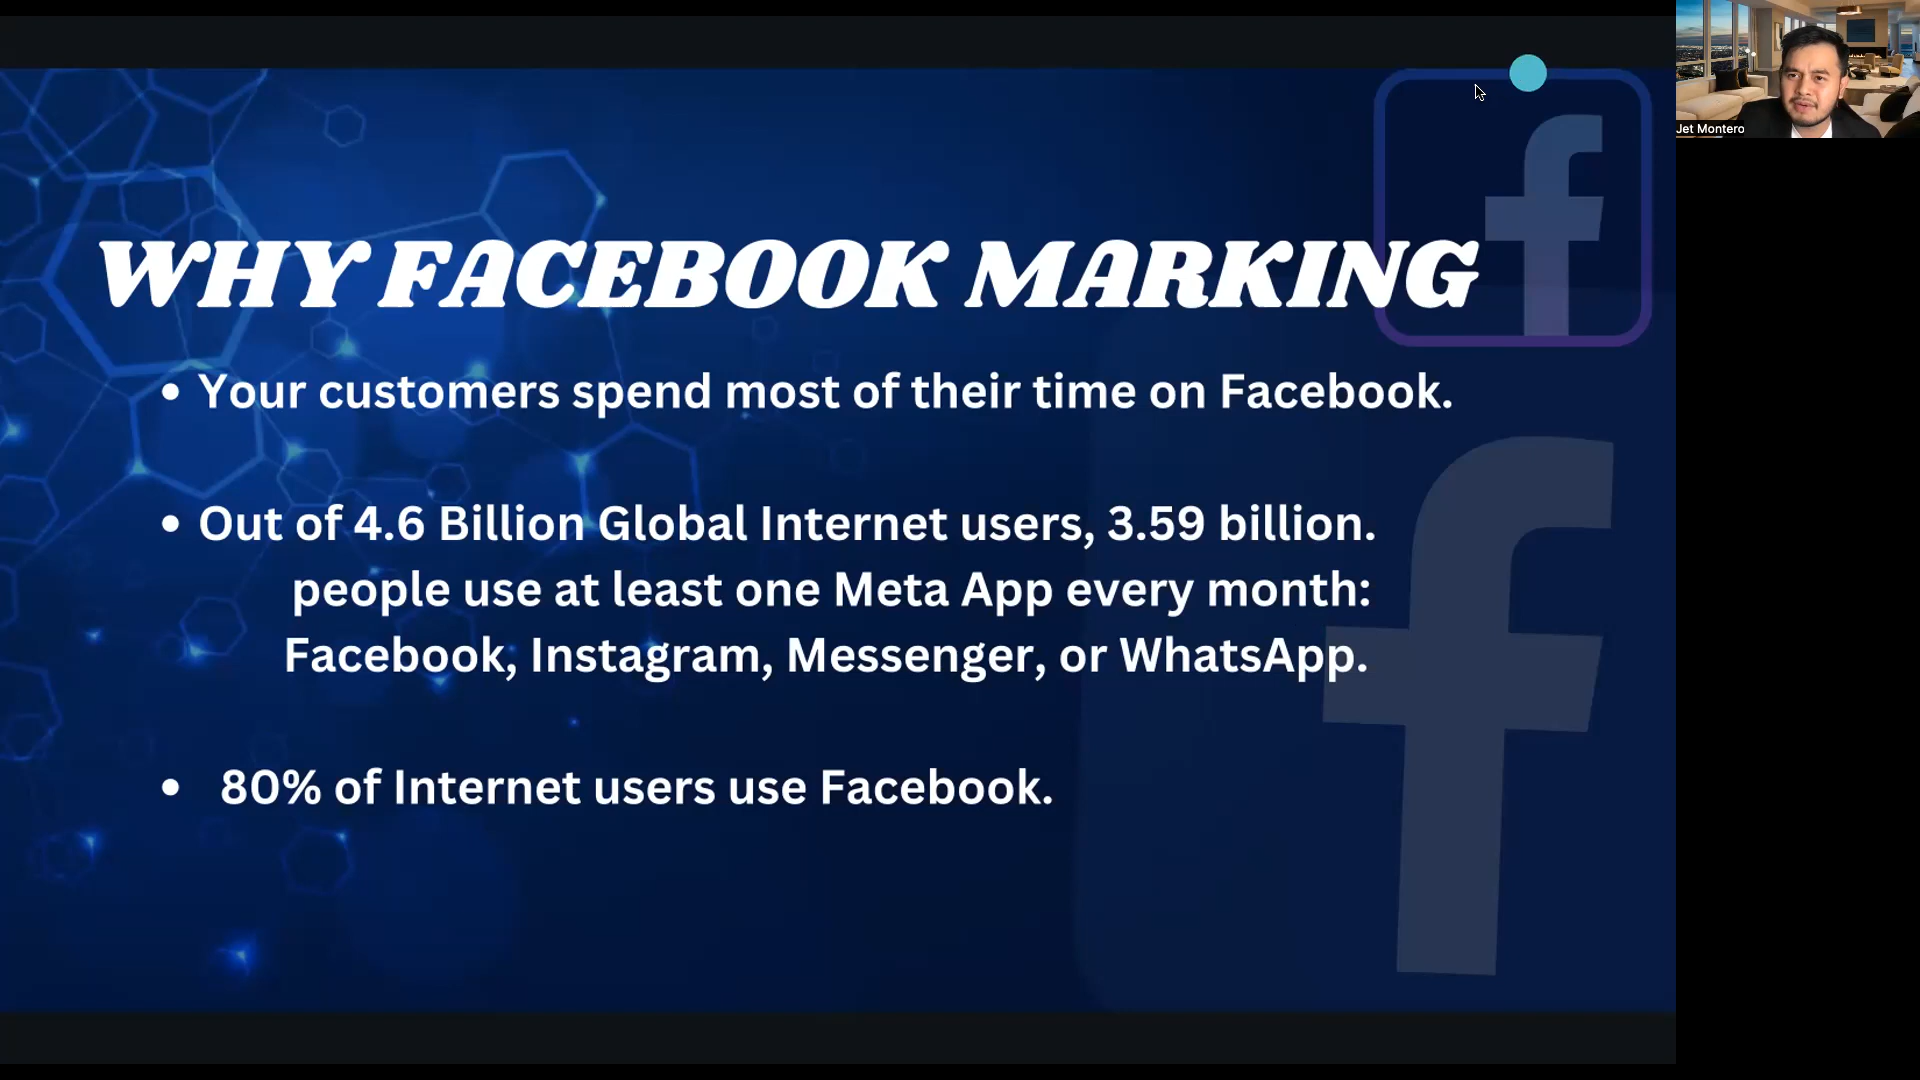 WHY FACEBOOK MARKING
• Your customers spend most of their time on Facebook.
• Out of 4.6 Billion Global Internet users, 3.59 billion.
people use at least one Meta App every month:
Facebook, Instagram, Messenger, or WhatsApp.
• 80% of Internet users use Facebook.
Jet Montero